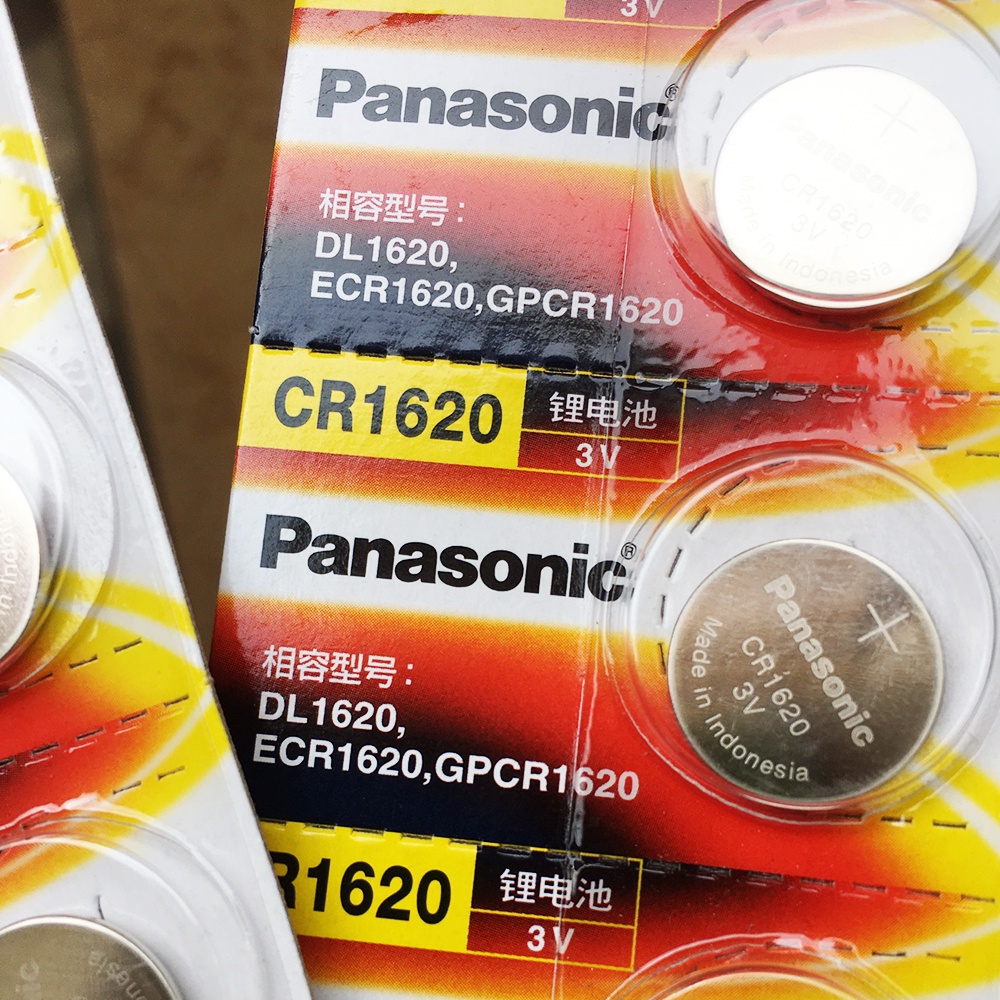 3V
Panasonic®
相容型号:
DL1620,
ECR1620,GPCR1620
Panasonic
CR1620
3V
Made in Indonesia
CR1620
锂电池
3V
Panasonic®
相容型号:
DL1620,
ECR1620,GPCR1620
Panasonic
CR1620
3V
Made in Indonesia
R1620
锂电池
3V